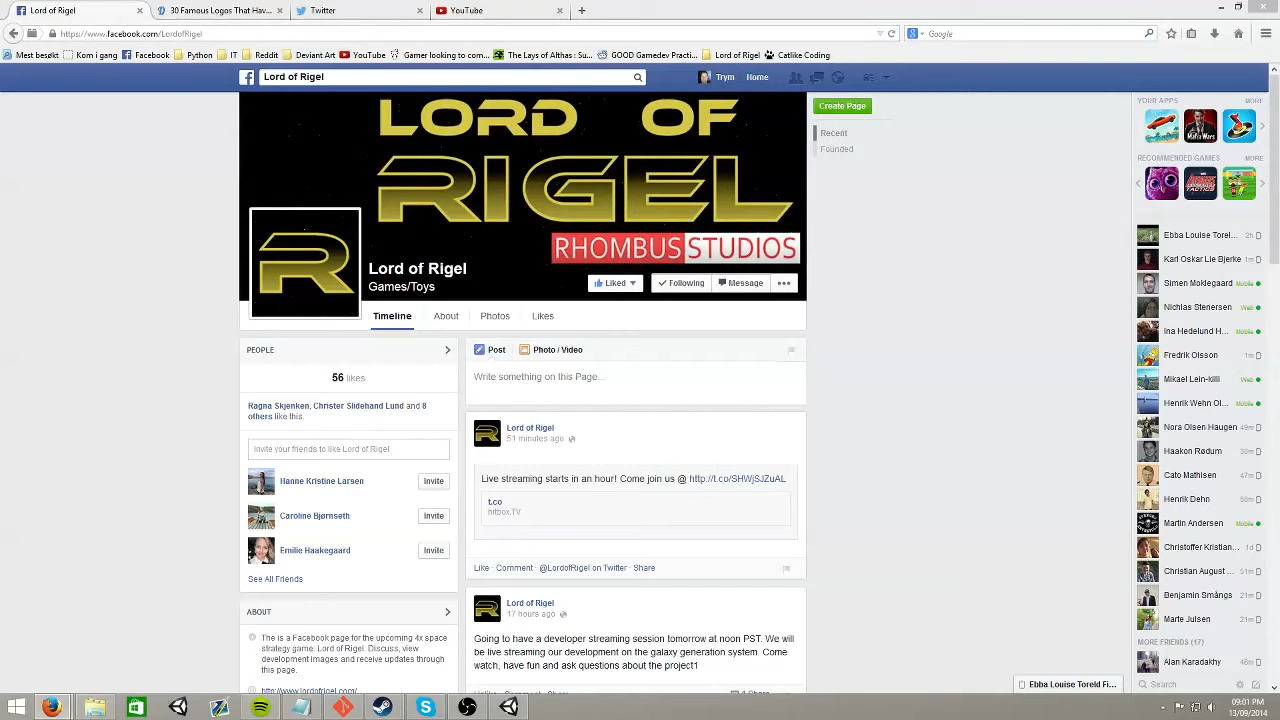 Lord of Rigel
30 Famous Logos That Hav...
Twitter
YouTube
https://www.facebook.com/LordofRigel
Google
Mest besøkt
Kom i gang
Facebook
Python
IT
Reddit
Deviant Art
YouTube
Gamer looking to com...
The Lays of Althas : Su...
GOOD Gamedev Practi...
Lord of Rigel
Catlike Coding
Lord of Rigel
Trym
Home
LORD OF
RIGEL
RHOMBUS STUDIOS
R
Lord of Rigel
Games/Toys
Liked
Following
Message
Timeline
About
Photos
Likes
Create Page
Recent
Founded
PEOPLE
56 likes
Ragna Skjenken, Christer Slidehand Lund and 8
others like this.
Invite your friends to like Lord of Rigel
Hanne Kristine Larsen
Invite
Caroline Bjørnseth
Invite
Emilie Haakegaard
Invite
See All Friends
ABOUT
The is a Facebook page for the upcoming 4x space
strategy game: Lord of Rigel. Discuss, view
development images and receive updates through
this page.
http://www.lordofrigel.com/
Post
Photo / Video
Write something on this Page...
Lord of Rigel
51 minutes ago
Live streaming starts in an hour! Come join us @ http://t.co/SHWjSJZuAL
t.co
hitbox.TV
Like · Comment · @LordofRigel on Twitter · Share
Lord of Rigel
17 hours ago
Going to have a developer streaming session tomorrow at noon PST. We will
be live streaming our development on the galaxy generation system. Come
watch, have fun and ask questions about the project1
Unlike · Comment · Share
1 Share
YOUR APPS
MORE
RECOMMENDED GAMES
MORE
Ebba Louise Torel... 2h
Karl Oskar Lie Bjerke 1m
Simen Moldegaard Mobile
Nichlas Stenersen Web
Ina Hedelund H... Mobile
Fredrik Olsson 1m
Mikael Lein-killi Web
Henrik Wehn Ol... Mobile
Nora Olsen Haugen 49m
Haakon Rødum 38m
Cato Mathisen
Henrik Dehn 50m
Martin Andersen Mobile
Christoffer Kristian... 1d
Christian August ... 51m
Benjamin Smångs 21m
Marte Julsen 21m
MORE FRIENDS (17)
Alan Karadakhy 46m
Ebba Louise Toreld Fi...
Search
09:01 PM
13/09/2014